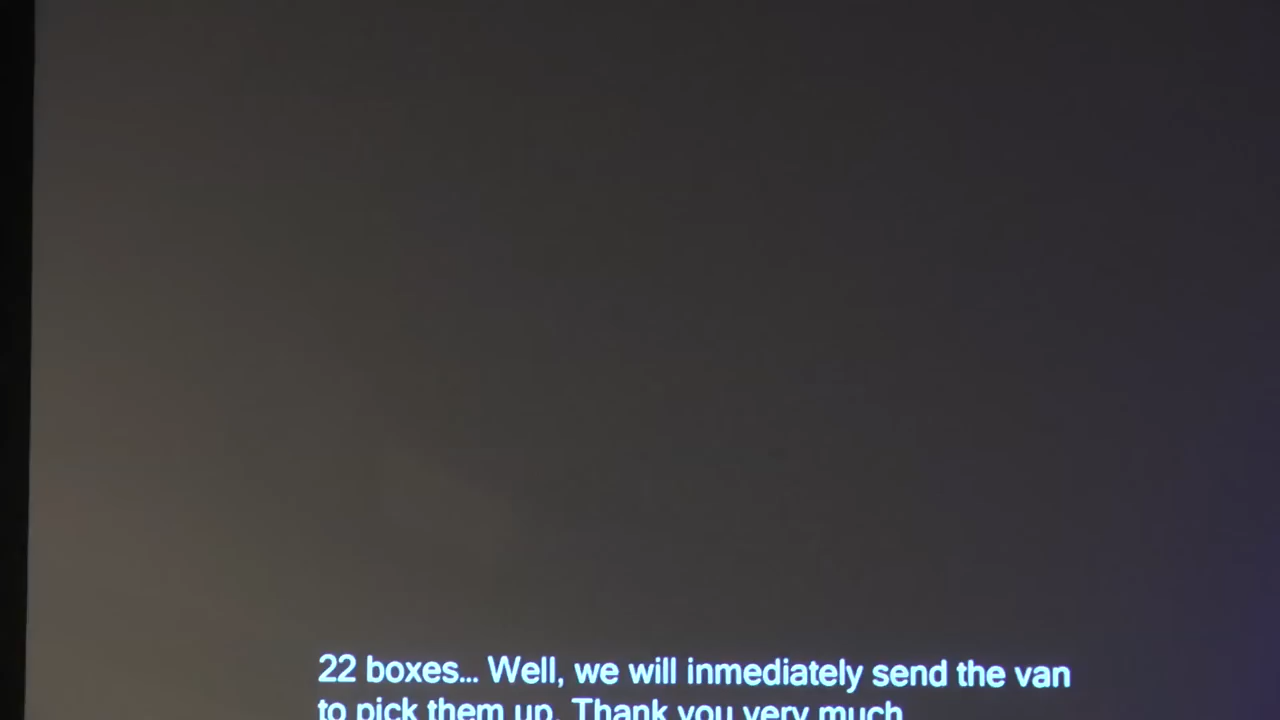 22 boxes... Well, we will inmediately send the van
to pick them up. Thank you very much